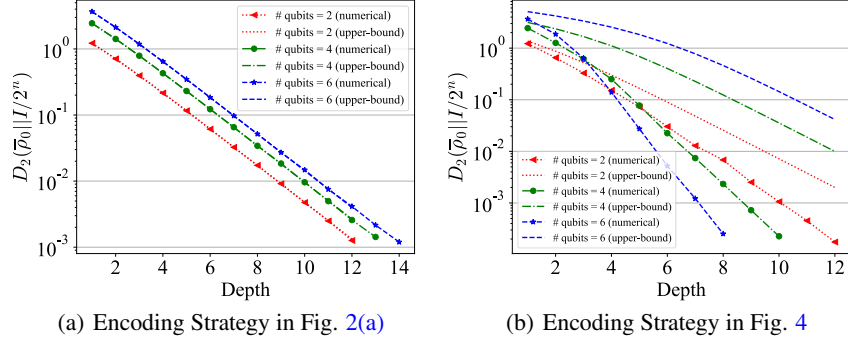 D₂(ρ̄₀||I/2ⁿ)
10⁰
10⁻¹
10⁻²
10⁻³
# qubits = 2 (numerical)
# qubits = 2 (upper-bound)
# qubits = 4 (numerical)
# qubits = 4 (upper-bound)
# qubits = 6 (numerical)
# qubits = 6 (upper-bound)
2 4 6 8 10 12 14
Depth
(a) Encoding Strategy in Fig. 2(a)
D₂(ρ̄₀||I/2ⁿ)
10⁰
10⁻¹
10⁻²
10⁻³
# qubits = 2 (numerical)
# qubits = 2 (upper-bound)
# qubits = 4 (numerical)
# qubits = 4 (upper-bound)
# qubits = 6 (numerical)
# qubits = 6 (upper-bound)
2 4 6 8 10 12
Depth
(b) Encoding Strategy in Fig. 4